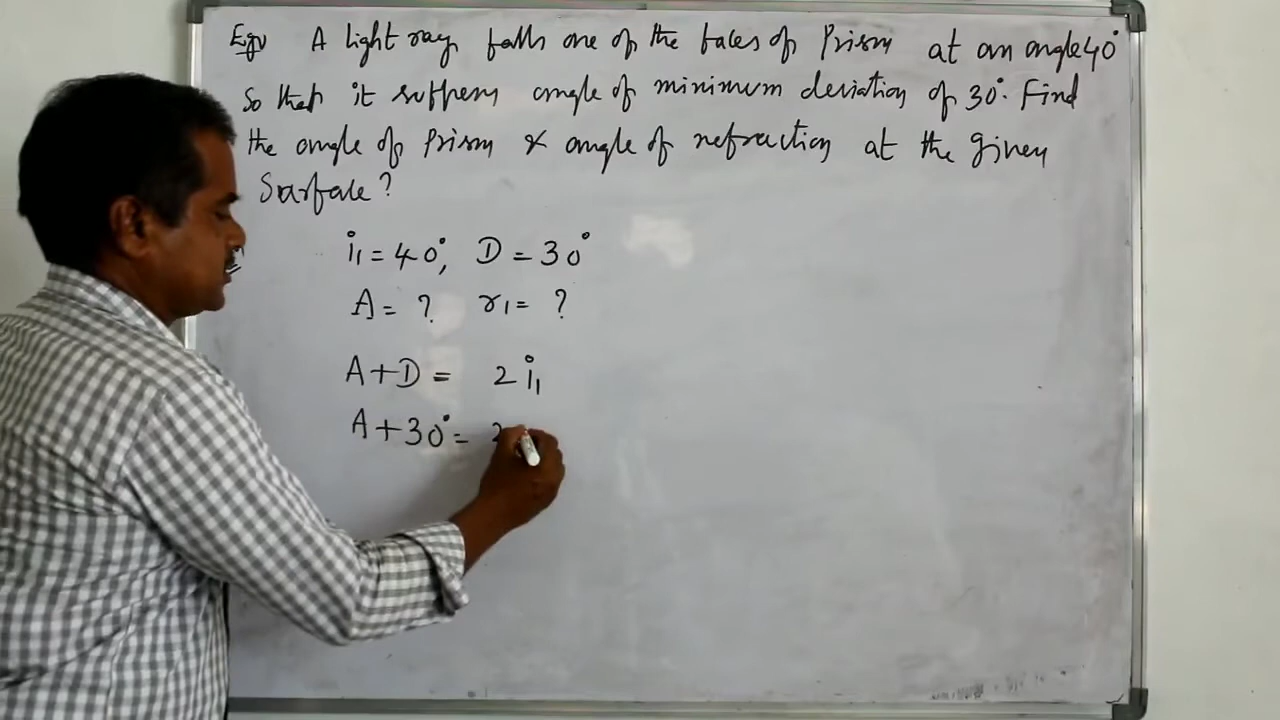 Eg:- A light ray falls one of the faces of Prism at an angle 40°
So that it suffers angle of minimum deviation of 30°. Find
the angle of Prism & angle of refraction at the given
Surface?
i₁ = 40°, D = 30°
A = ? r₁ = ?
A + D = 2 i₁
A + 30° = 2